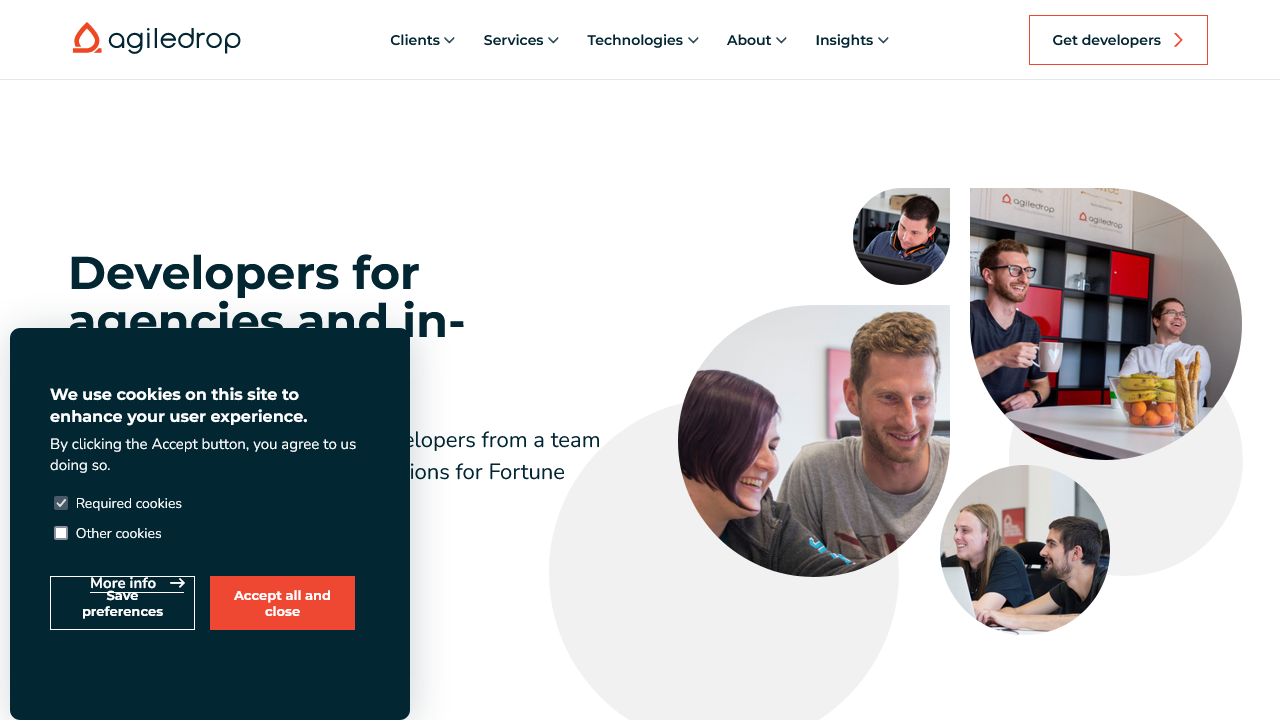 agiledrop
Clients
Services
Technologies
About
Insights
Get developers
agiledrop
agiledrop
Developers for
agencies and in-
elopers from a team
ions for Fortune
We use cookies on this site to
enhance your user experience.
By clicking the Accept button, you agree to us
doing so.
Required cookies
Other cookies
More info
Save
preferences
Accept all and
close